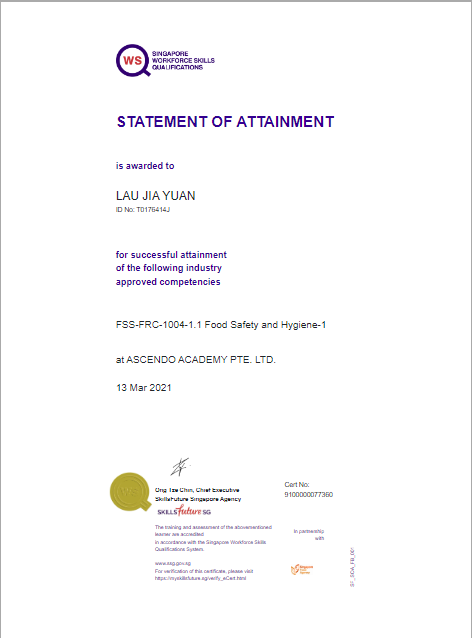 WS
SINGAPORE
WORKFORCE SKILLS
QUALIFICATIONS
STATEMENT OF ATTAINMENT
is awarded to
LAU JIA YUAN
ID No: T0176414J
for successful attainment
of the following industry
approved competencies
FSS-FRC-1004-1.1 Food Safety and Hygiene-1
at ASCENDO ACADEMY PTE. LTD.
13 Mar 2021
WS
Ong Tze Chin, Chief Executive
SkillsFuture Singapore Agency
SKILLS future SG
Cert No:
9100000077360
The training and assessment of the abovementioned
learner are accredited
in accordance with the Singapore Workforce Skills
Qualifications System.
www.ssg.gov.sg
For verification of this certificate, please visit
https://myskillsfuture.sg/verify_eCert.html
In partnership
with